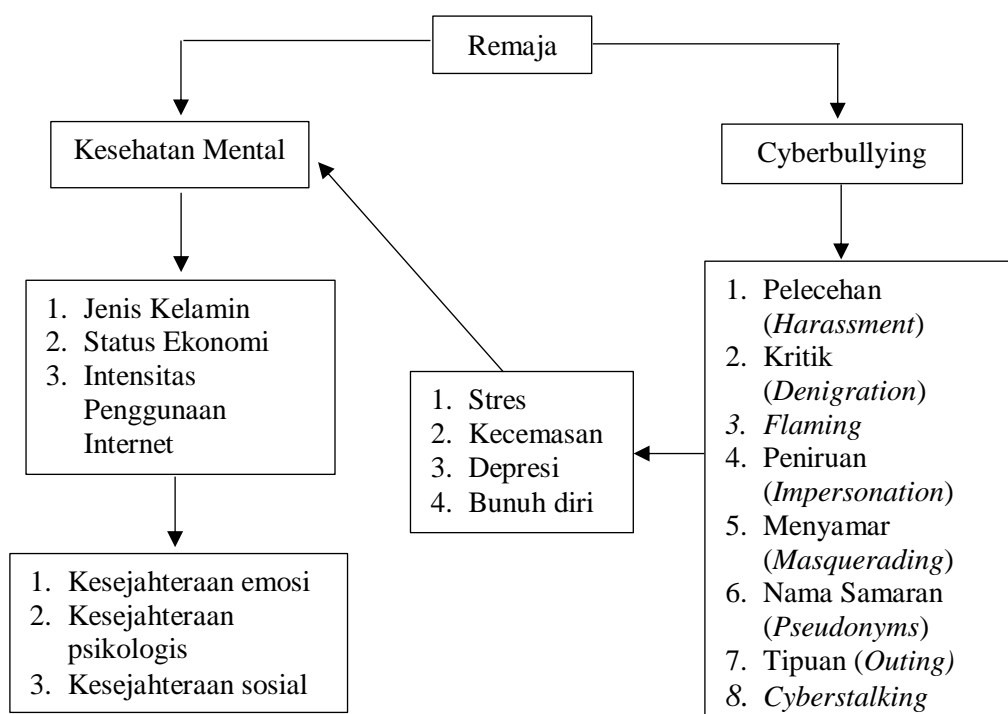 Remaja
Kesehatan Mental
Cyberbullying
1. Jenis Kelamin
2. Status Ekonomi
3. Intensitas
Penggunaan
Internet
1. Stres
2. Kecemasan
3. Depresi
4. Bunuh diri
1. Pelecehan
(Harassment)
2. Kritik
(Denigration)
3. Flaming
4. Peniruan
(Impersonation)
5. Menyamar
(Masquerading)
6. Nama Samaran
(Pseudonyms)
7. Tipuan (Outing)
8. Cyberstalking
1. Kesejahteraan emosi
2. Kesejahteraan
psikologis
3. Kesejahteraan sosial